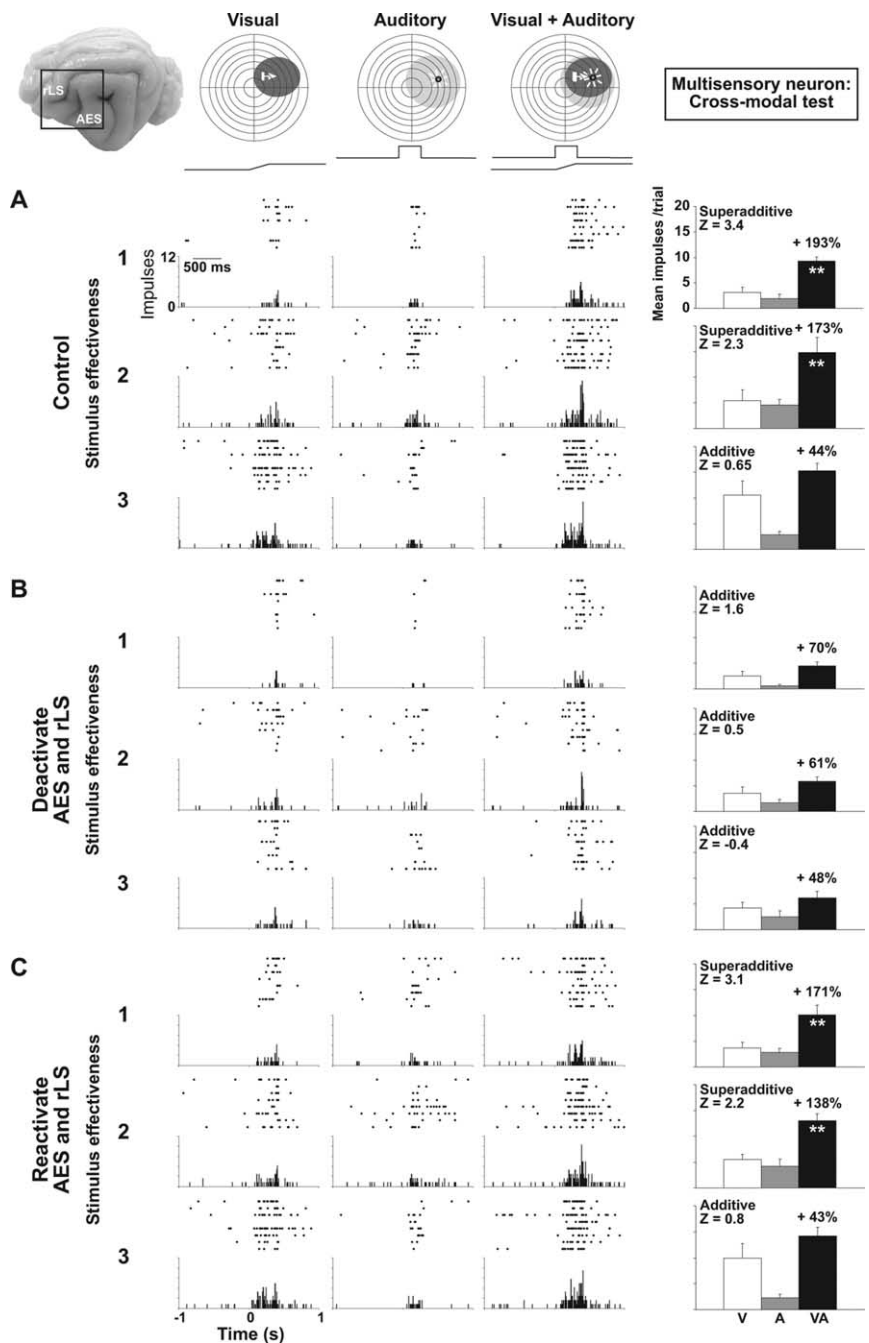 Visual
Auditory
Visual + Auditory
rLS
AES
Multisensory neuron:
Cross-modal test
A
Control
Stimulus effectiveness
1
Impulses
12
0
500 ms
Mean impulses /trial
20
15
10
5
0
Superadditive
Z = 3.4
+ 193%
**
2
Superadditive
Z = 2.3
+ 173%
**
3
Additive
Z = 0.65
+ 44%
B
Deactivate
AES and rLS
Stimulus effectiveness
1
Additive
Z = 1.6
+ 70%
2
Additive
Z = 0.5
+ 61%
3
Additive
Z = -0.4
+ 48%
C
Reactivate
AES and rLS
Stimulus effectiveness
1
Superadditive
Z = 3.1
+ 171%
**
2
Superadditive
Z = 2.2
+ 138%
**
3
Additive
Z = 0.8
+ 43%
-1 0 1
Time (s)
V A VA